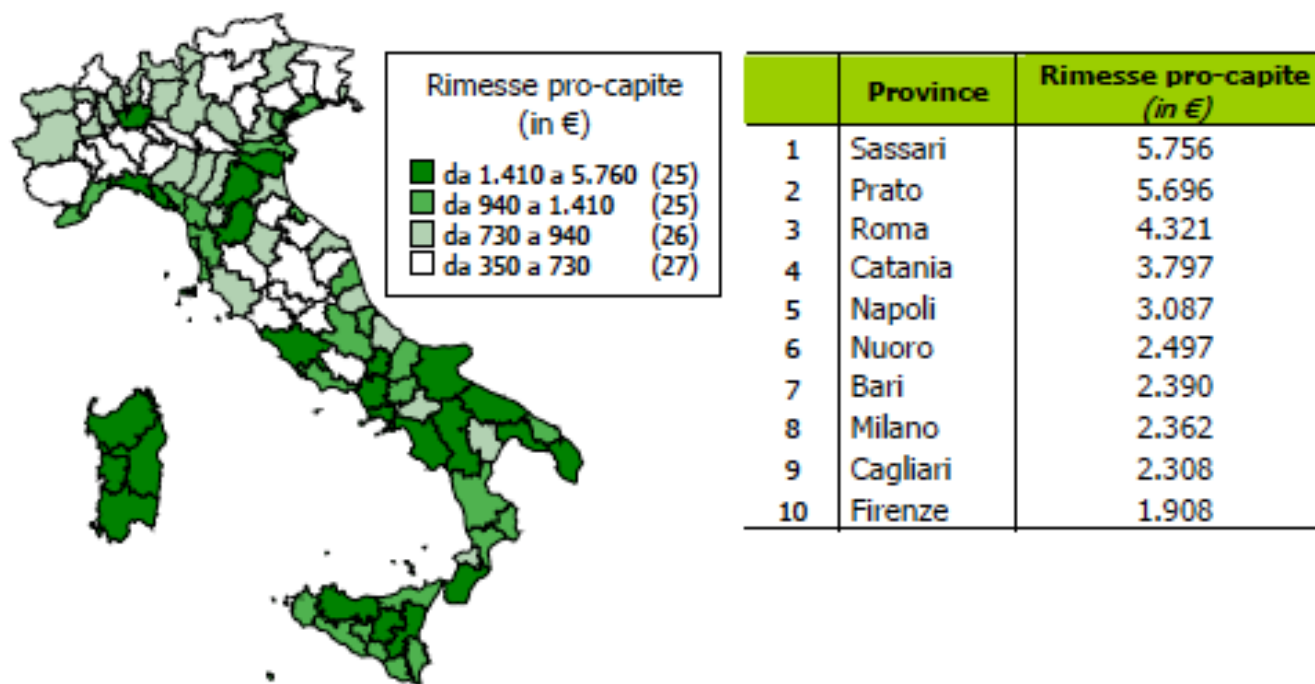 Rimesse pro-capite
(in €)
da 1.410 a 5.760 (25)
da 940 a 1.410 (25)
da 730 a 940 (26)
da 350 a 730 (27)
Province Rimesse pro-capite (in €)
1 Sassari 5.756
2 Prato 5.696
3 Roma 4.321
4 Catania 3.797
5 Napoli 3.087
6 Nuoro 2.497
7 Bari 2.390
8 Milano 2.362
9 Cagliari 2.308
10 Firenze 1.908